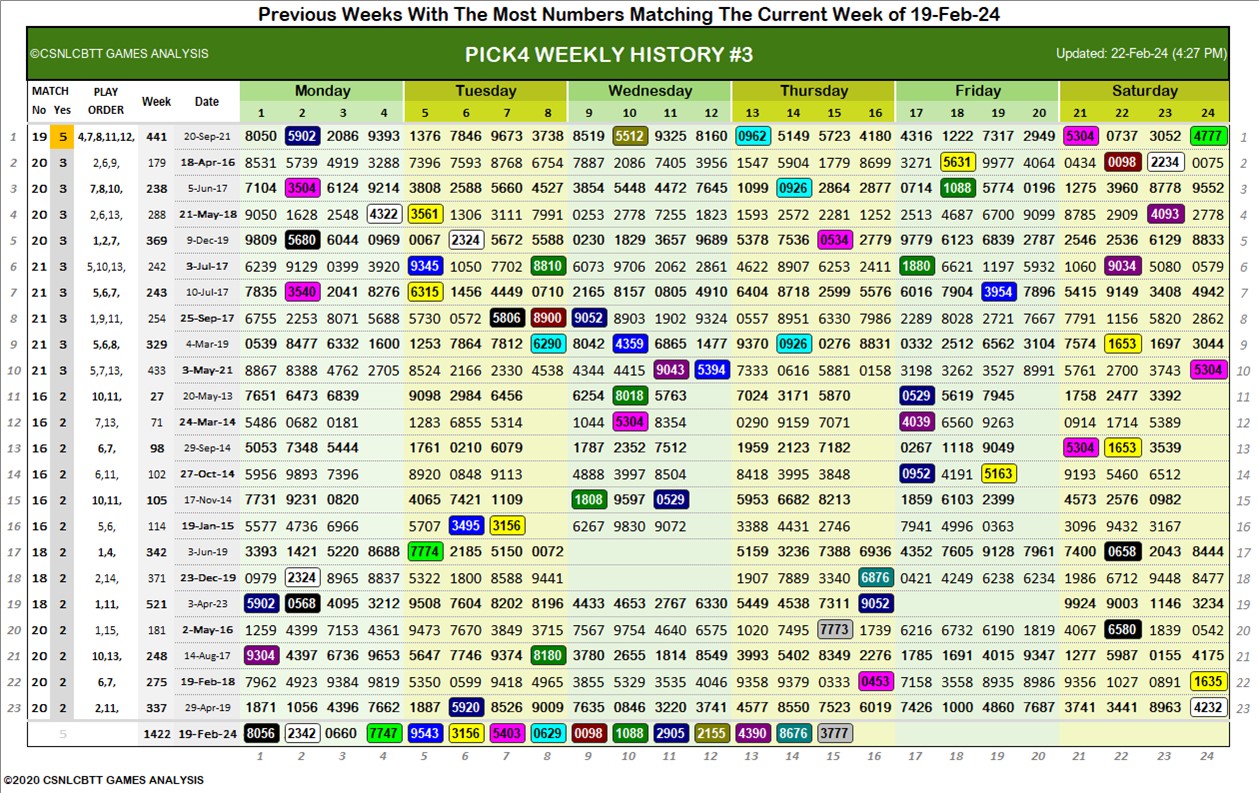 Previous Weeks With The Most Numbers Matching The Current Week of 19-Feb-24
©CSNLCBTT GAMES ANALYSIS PICK4 WEEKLY HISTORY #3 Updated: 22-Feb-24 (4:27 PM)
MATCH PLAY Week Date Monday Tuesday Wednesday Thursday Friday Saturday
No Yes ORDER 1 2 3 4 5 6 7 8 9 10 11 12 13 14 15 16 17 18 19 20 21 22 23 24
1 19 5 4,7,8,11,12, 441 20-Sep-21 8050 5902 2086 9393 1376 7846 9673 3738 8519 5512 9325 8160 0962 5149 5723 4180 4316 1222 7317 2949 5304 0737 3052 4777 1
2 20 3 2,6,9, 179 18-Apr-16 8531 5739 4919 3288 7396 7593 8768 6754 7887 2086 7405 3956 1547 5904 1779 8699 3271 5631 9977 4064 0434 0098 2234 0075 2
3 20 3 7,8,10, 238 5-Jun-17 7104 3504 6124 9214 3808 2588 5660 4527 3854 5448 4472 7645 1099 0926 2864 2877 0714 1088 5774 0196 1275 3960 8778 9552 3
4 20 3 2,6,13, 288 21-May-18 9050 1628 2548 4322 3561 1306 3111 7991 0253 2778 7255 1823 1593 2572 2281 1252 2513 4687 6700 9099 8785 2909 4093 2778 4
5 20 3 1,2,7, 369 9-Dec-19 9809 5680 6044 0969 0067 2324 5672 5588 0230 1829 3657 9689 5378 7536 0534 2779 9779 6123 6839 2787 2546 2536 6129 8833 5
6 21 3 5,10,13, 242 3-Jul-17 6239 9129 0399 3920 9345 1050 7702 8810 6073 9706 2063 2861 4622 8907 6253 2411 1880 6621 1197 5932 1060 9034 5080 0579 6
7 21 3 5,6,7, 243 10-Jul-17 7835 3540 2041 8276 6315 1456 4449 0710 2165 8157 0805 4910 4404 8718 2599 5576 6016 7904 3954 7896 5415 9149 3408 4942 7
8 21 3 1,9,11, 254 25-Sep-17 6755 2253 8071 5688 5730 0572 5806 8900 9052 8903 1902 9324 0557 8951 6330 7986 2289 8028 2721 7667 7791 1156 5820 2862 8
9 21 3 5,6,8, 329 4-Mar-19 0539 8477 6332 1600 1253 7864 7812 6290 8042 4359 6865 1477 9370 0926 0276 8831 0332 2512 6562 3104 7574 1653 1697 3044 9
10 21 3 5,7,13, 433 3-May-21 8867 8388 4762 2705 8524 2166 2333 4538 4344 4415 9043 5394 7333 0616 5881 0158 3198 3262 3527 8991 5761 2700 3743 5304 10
11 16 2 10,11, 27 20-May-13 7651 6473 6839 9098 2984 6456 6254 8018 5763 7024 3171 5870 0529 5619 7945 1758 2477 3392 11
12 16 2 7,13, 71 24-Mar-14 5486 0682 0181 1283 6855 5314 1044 5304 8354 0290 9159 7071 4039 6560 9263 0914 1714 5389 12
13 16 2 6,7, 98 29-Sep-14 5053 7348 5444 1761 0210 6079 1787 2352 7512 1959 2123 7182 0267 1118 9049 5304 1653 3539 13
14 16 2 6,11, 102 27-Oct-14 5956 9893 7396 8920 0848 9113 4888 3997 8504 8418 3995 3848 0952 4191 5163 9193 5460 6512 14
15 16 2 10,11, 105 17-Nov-14 7731 9231 0820 4065 7421 1109 1808 9597 0529 5953 6682 8213 1859 6103 2399 4573 2576 0982 15
16 16 2 5,6, 114 19-Jan-15 5577 4736 6966 5707 3495 3156 6267 9830 9072 3388 4431 2746 7941 4996 0363 3096 9432 3167 16
17 18 2 1,4, 342 3-Jun-19 3393 1421 5220 8688 7774 2185 5150 0072 5159 3236 7388 6936 4352 7605 9128 7961 7400 0658 2043 8444 17
18 18 2 2,14, 371 23-Dec-19 0979 2324 8965 8837 5322 1800 8588 9441 1907 7889 3340 6876 0421 4249 6238 6234 1986 6712 9448 8477 18
19 18 2 1,11, 521 3-Apr-23 5902 0568 4095 3212 9508 7604 8202 8196 4433 4653 2767 6330 5449 4538 7311 9052 9924 9003 1146 3234 19
20 20 2 1,15, 181 2-May-16 1259 4399 7153 4361 9473 7670 3849 3715 7567 9754 4640 6575 1020 7495 7773 1739 6216 6732 6190 1819 4067 6580 1839 0542 20
21 20 2 10,13, 248 14-Aug-17 9304 4397 6736 9653 5647 7746 9374 8180 3780 2655 1814 8549 3993 5402 8349 2276 1785 1691 4015 9347 1277 5987 0155 4175 21
22 20 2 6,7, 275 19-Feb-18 7962 4923 9384 9819 5350 0599 9418 4965 3855 5329 3535 4046 9358 9379 0333 0453 7158 3558 8935 8986 9356 1027 0891 1635 22
23 20 2 2,11, 337 29-Apr-19 1871 1056 4396 7662 1887 5920 8526 9009 7635 0846 3220 3741 4577 8550 7523 6019 7426 1000 4860 7687 3741 3441 8963 4232 23
5 1422 19-Feb-24 8056 2342 0660 7747 9543 3156 5403 0629 0098 1088 2905 2155 4390 8676 3777
1 2 3 4 5 6 7 8 9 10 11 12 13 14 15 16 17 18 19 20 21 22 23 24
©2020 CSNLCBTT GAMES ANALYSIS